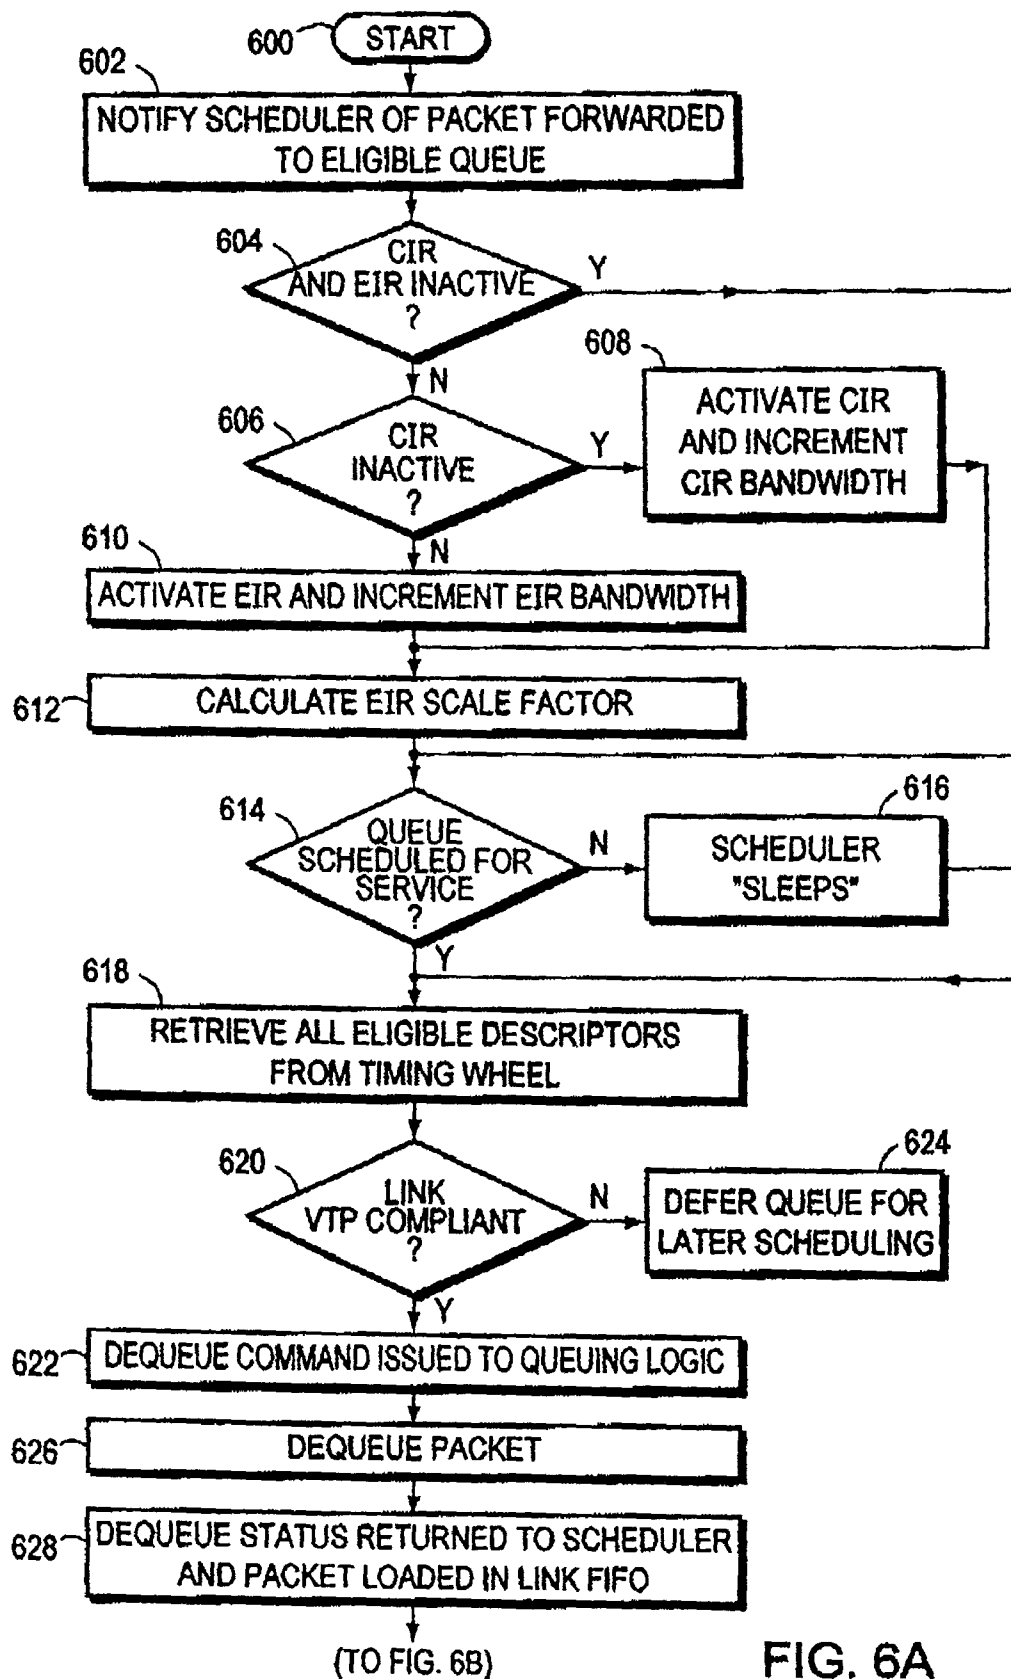 600
START
602
NOTIFY SCHEDULER OF PACKET FORWARDED
TO ELIGIBLE QUEUE
604
CIR
AND EIR INACTIVE
?
Y
N
606
CIR
INACTIVE
?
Y
N
608
ACTIVATE CIR
AND INCREMENT
CIR BANDWIDTH
610
ACTIVATE EIR AND INCREMENT EIR BANDWIDTH
612
CALCULATE EIR SCALE FACTOR
614
QUEUE
SCHEDULED FOR
SERVICE
?
N
Y
616
SCHEDULER
"SLEEPS"
618
RETRIEVE ALL ELIGIBLE DESCRIPTORS
FROM TIMING WHEEL
620
LINK
VTP COMPLIANT
?
N
Y
624
DEFER QUEUE FOR
LATER SCHEDULING
622
DEQUEUE COMMAND ISSUED TO QUEUING LOGIC
626
DEQUEUE PACKET
628
DEQUEUE STATUS RETURNED TO SCHEDULER
AND PACKET LOADED IN LINK FIFO
(TO FIG. 6B)
FIG. 6A